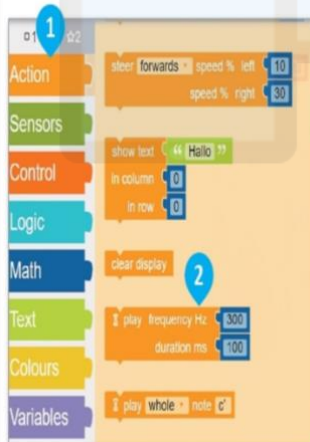 1
2
Action
Sensors
Control
Logic
Math
Text
Colours
Variables
steer forwards speed % left 10
speed % right 30
show text “ Hallo ”
in column 0
in row 0
clear display
2
play frequency Hz 300
duration ms 100
play whole note c'